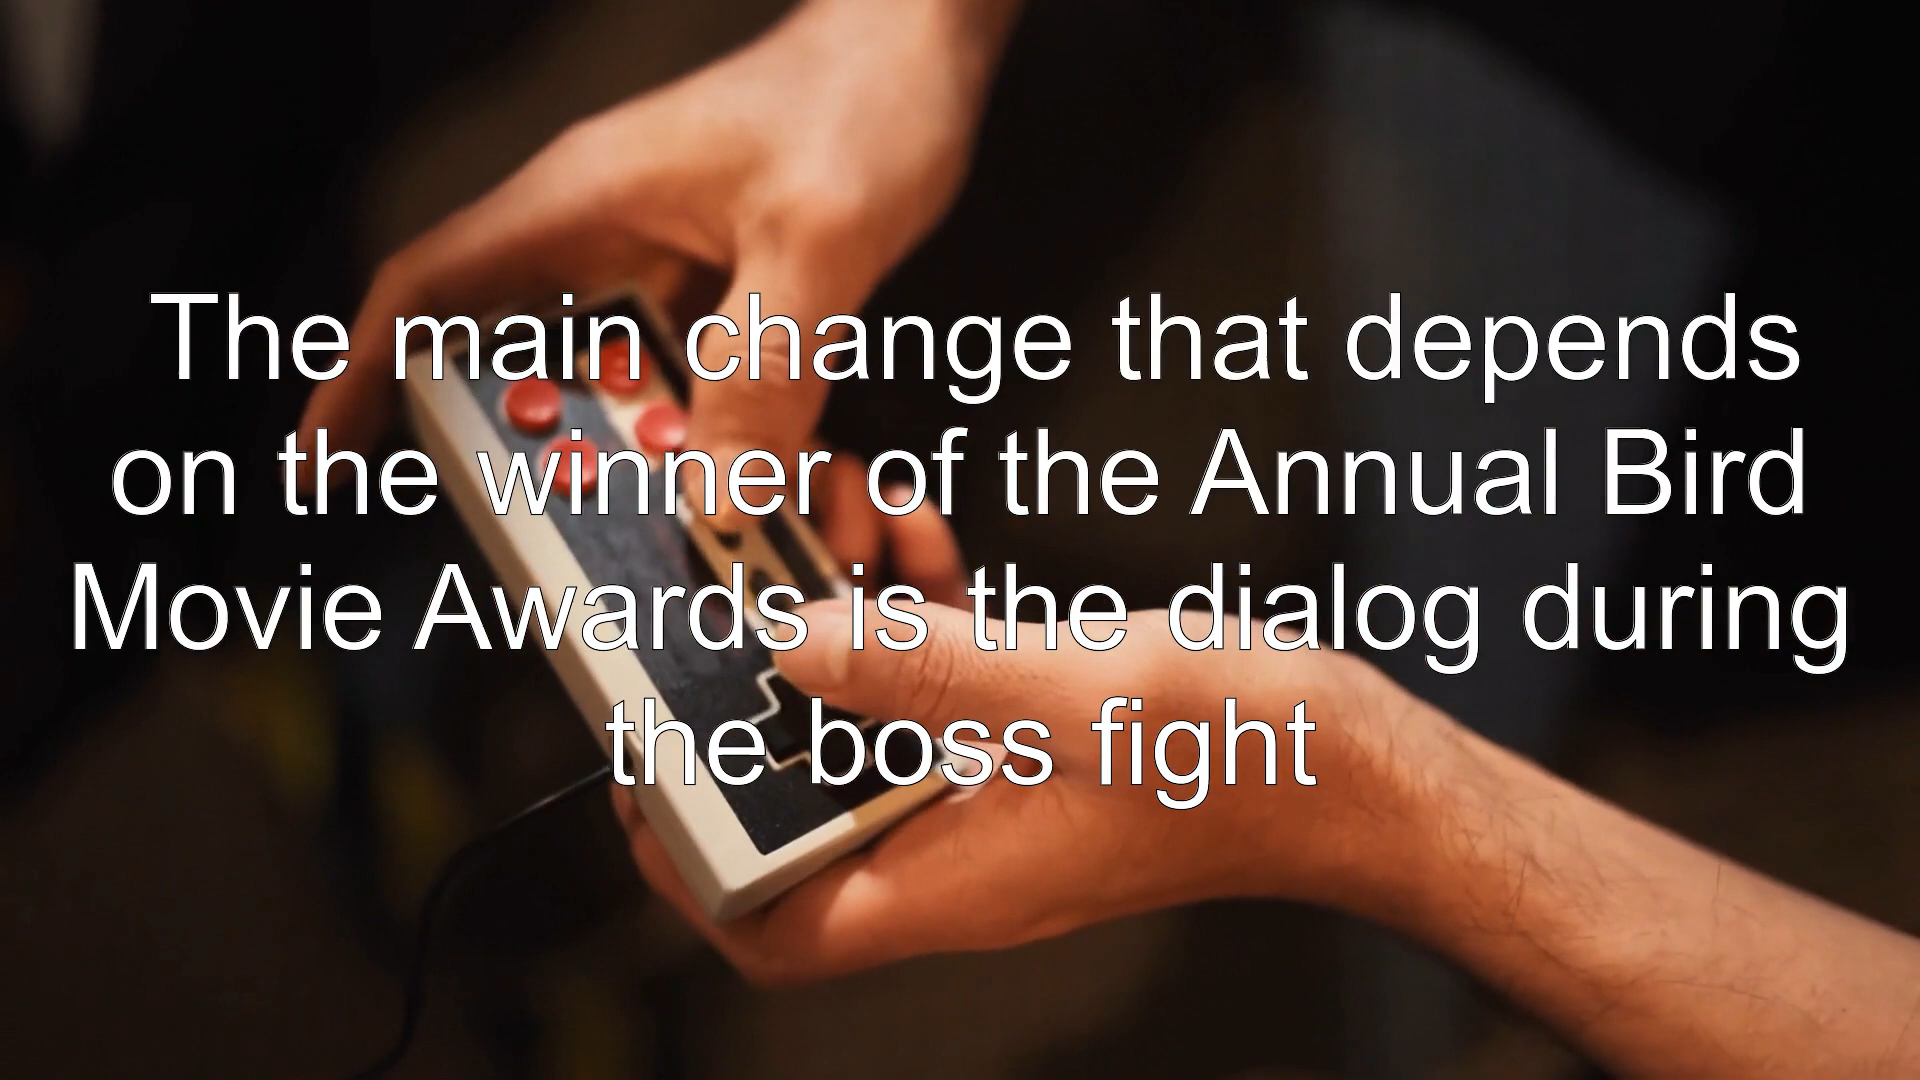 The main change that depends
on the winner of the Annual Bird
Movie Awards is the dialog during
the boss fight